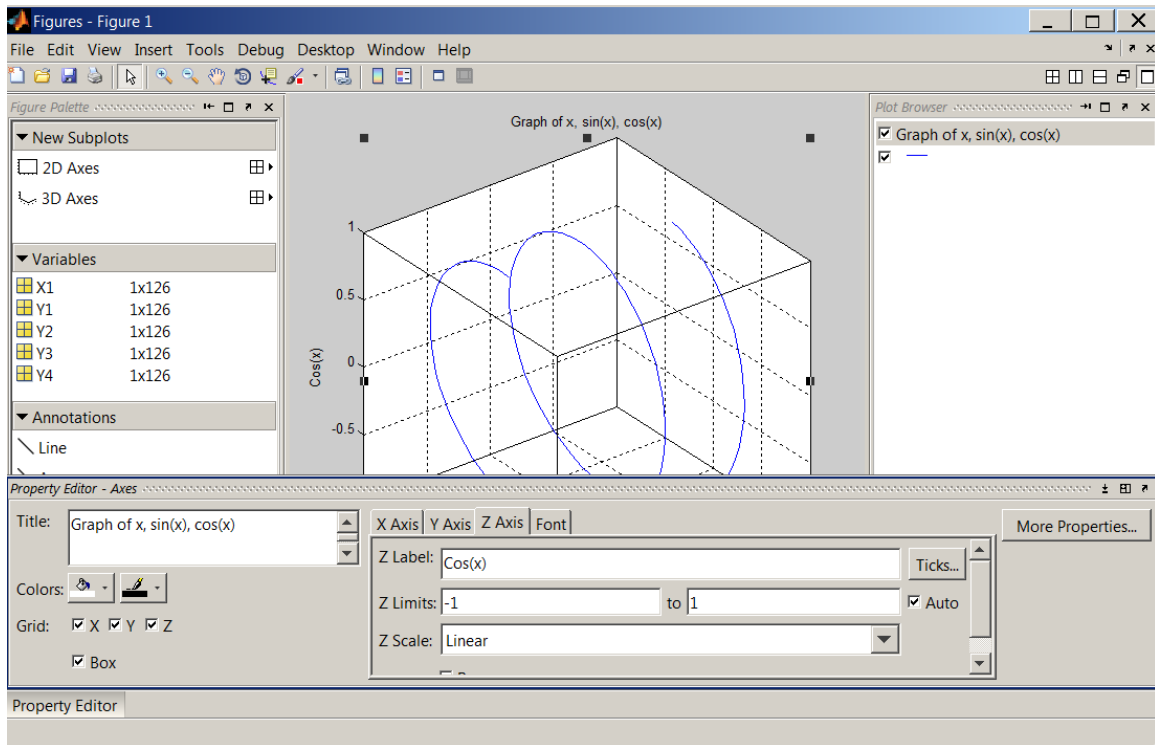 Figures - Figure 1
File Edit View Insert Tools Debug Desktop Window Help
Figure Palette
New Subplots
2D Axes
3D Axes
Variables
X1 1x126
Y1 1x126
Y2 1x126
Y3 1x126
Y4 1x126
Annotations
Line
Graph of x, sin(x), cos(x)
1
0.5
0
-0.5
Cos(x)
Plot Browser
Graph of x, sin(x), cos(x)
Property Editor - Axes
Title: Graph of x, sin(x), cos(x)
Colors:
Grid: X Y Z
Box
X Axis Y Axis Z Axis Font
Z Label: Cos(x) Ticks...
Z Limits: -1 to 1 Auto
Z Scale: Linear
More Properties...
Property Editor